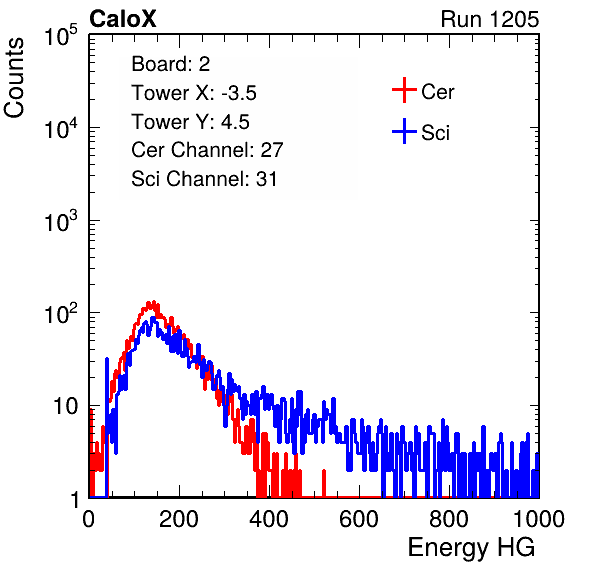 CaloX Run 1205
Counts
Board: 2
Tower X: -3.5
Tower Y: 4.5
Cer Channel: 27
Sci Channel: 31
Cer
Sci
10^5
10^4
10^3
10^2
10
1
0 200 400 600 800 1000
Energy HG